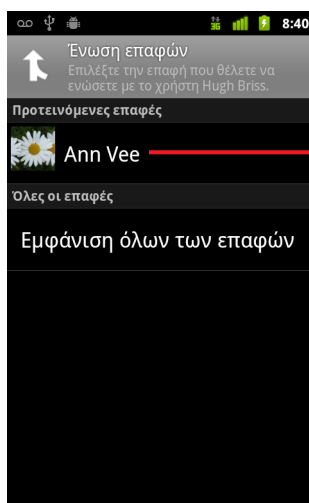 3G 8:40
Ένωση επαφών
Επιλέξτε την επαφή που θέλετε να
ενώσετε με το χρήστη Hugh Briss.
Προτεινόμενες επαφές
Ann Vee
Όλες οι επαφές
Εμφάνιση όλων των επαφών